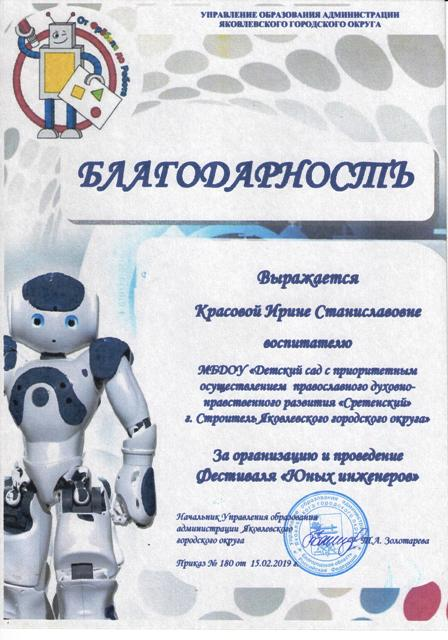 УПРАВЛЕНИЕ ОБРАЗОВАНИЯ АДМИНИСТРАЦИИ
ЯКОВЛЕВСКОГО ГОРОДСКОГО ОКРУГА
От Фрёбеля до Робота
БЛАГОДАРНОСТЬ
Выражается
Красовой Ирине Станиславовне
воспитателю
МБДОУ «Детский сад с приоритетным
осуществлением православного духовно-
нравственного развития «Сретенский»
г. Строитель Яковлевского городского округа»
За организацию и проведение
Фестиваля «Юных инженеров»
Начальник Управления образования
администрации Яковлевского
городского округа
Т.А. Золотарева
Приказ № 180 от 15.02.2019 г.